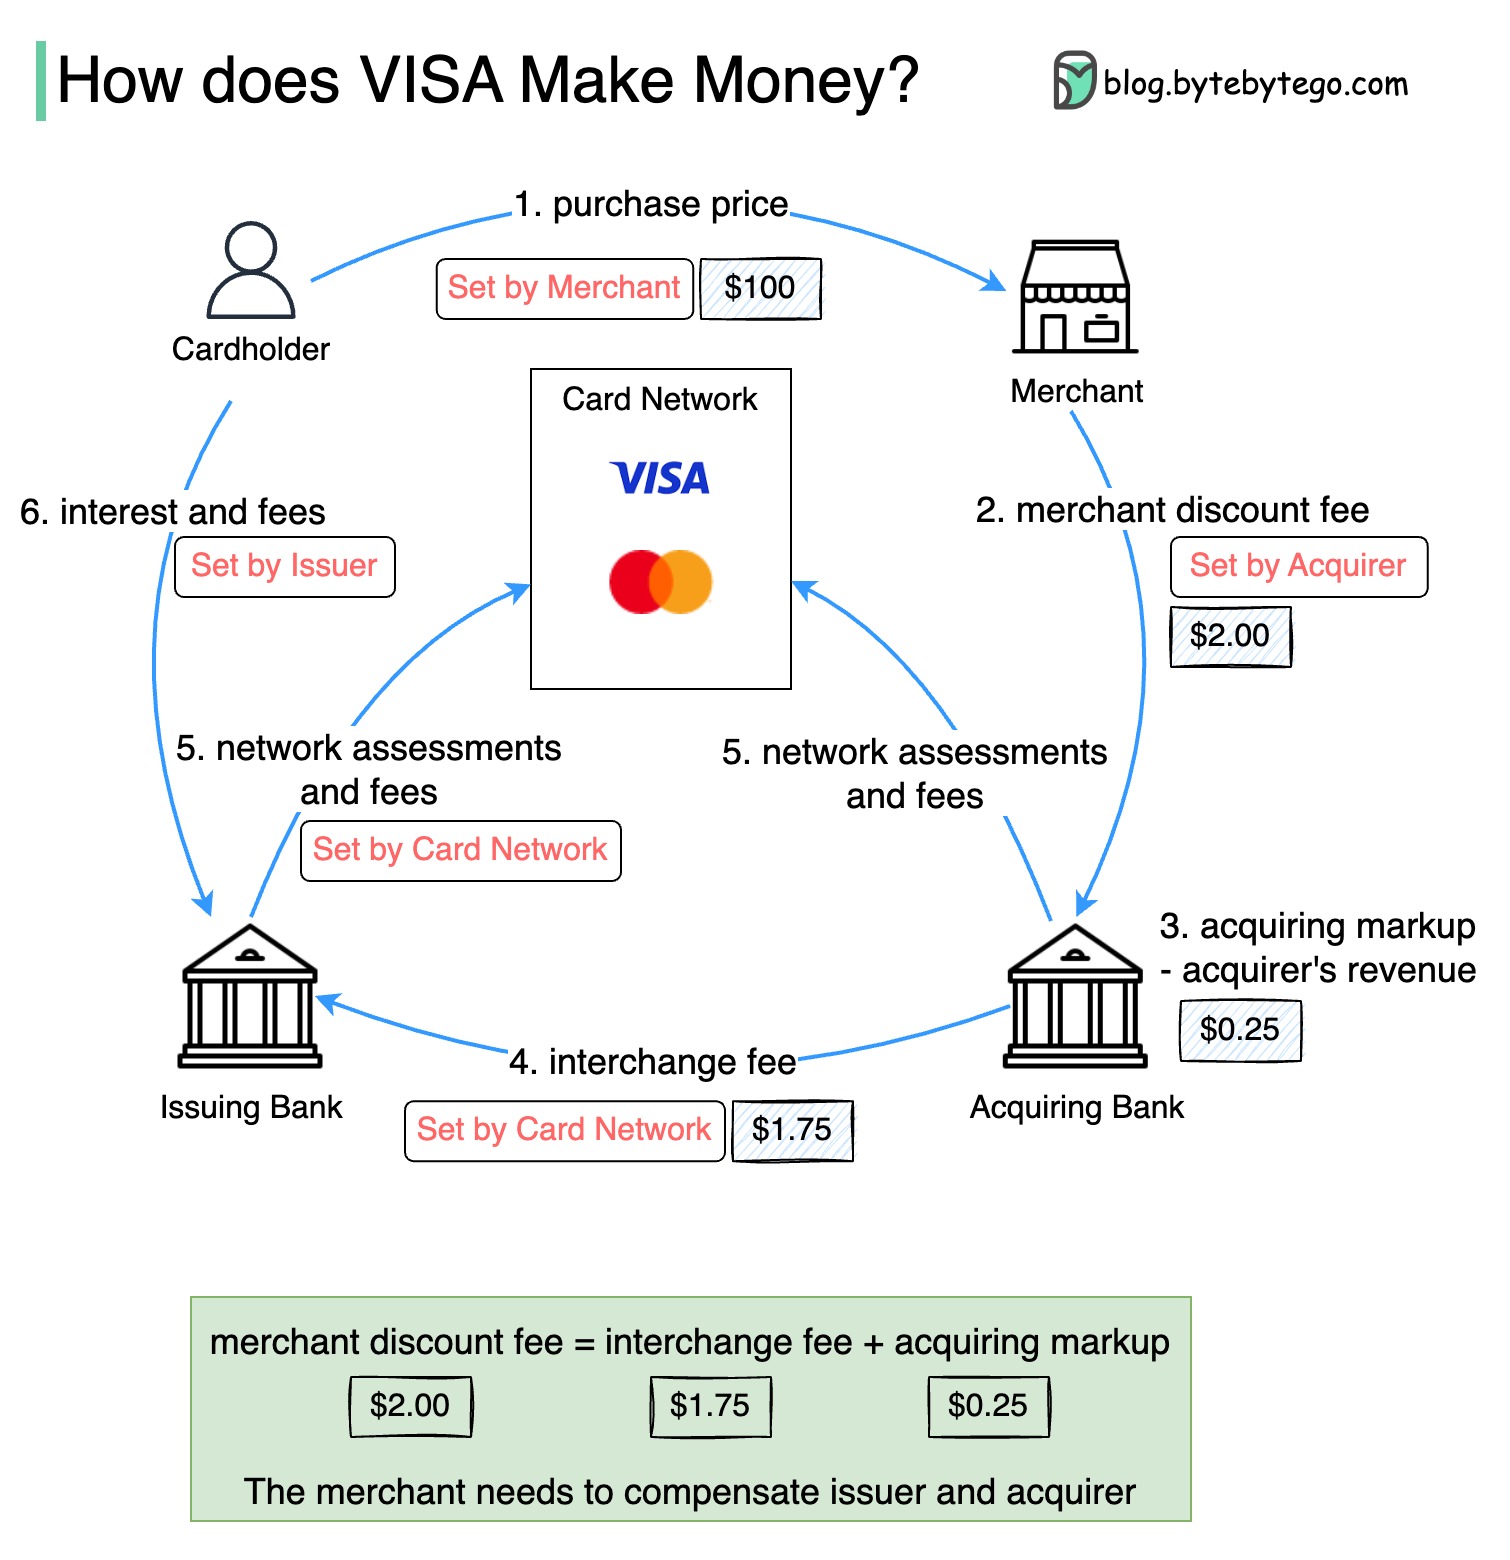 How does VISA Make Money?
blog.bytebytego.com
1. purchase price
Set by Merchant
$100
Cardholder
Merchant
Card Network
VISA
6. interest and fees
Set by Issuer
2. merchant discount fee
Set by Acquirer
$2.00
5. network assessments
and fees
Set by Card Network
5. network assessments
and fees
3. acquiring markup
- acquirer's revenue
$0.25
4. interchange fee
Set by Card Network
$1.75
Issuing Bank
Acquiring Bank
merchant discount fee = interchange fee + acquiring markup
$2.00
$1.75
$0.25
The merchant needs to compensate issuer and acquirer